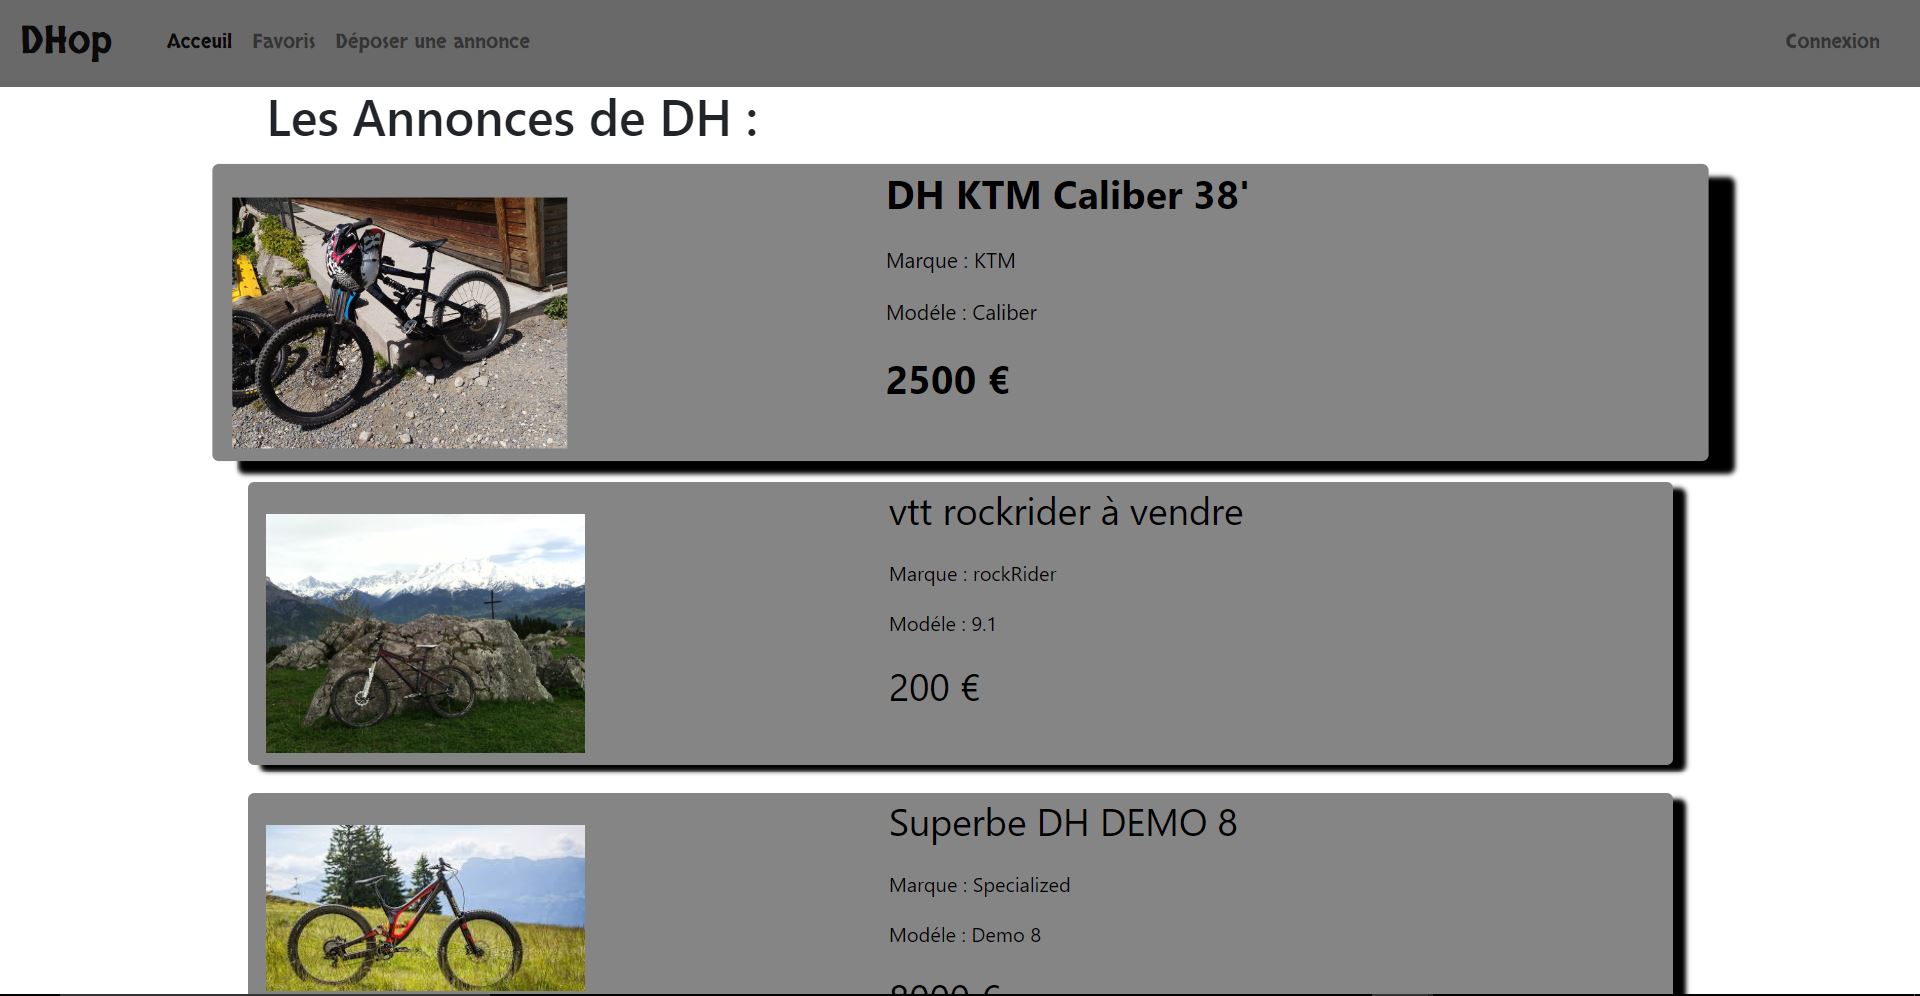 DHop
Acceuil Favoris Déposer une annonce Connexion
Les Annonces de DH :
DH KTM Caliber 38'
Marque : KTM
Modéle : Caliber
2500 €
vtt rockrider à vendre
Marque : rockRider
Modéle : 9.1
200 €
Superbe DH DEMO 8
Marque : Specialized
Modéle : Demo 8